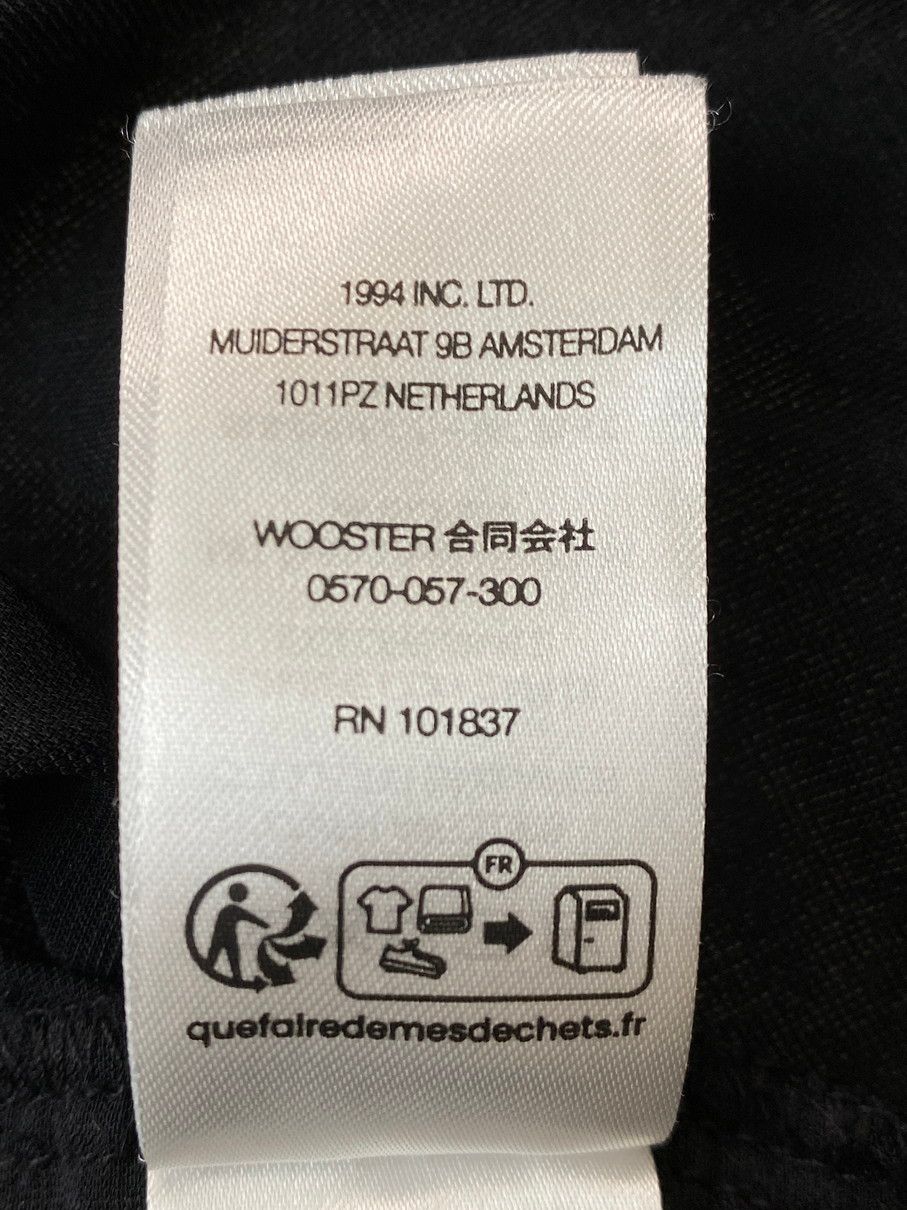 1994 INC. LTD.
MUIDERSTRAAT 9B AMSTERDAM
1011PZ NETHERLANDS
WOOSTER 合同会社
0570-057-300
RN 101837
FR
quefairedemesdechets.fr